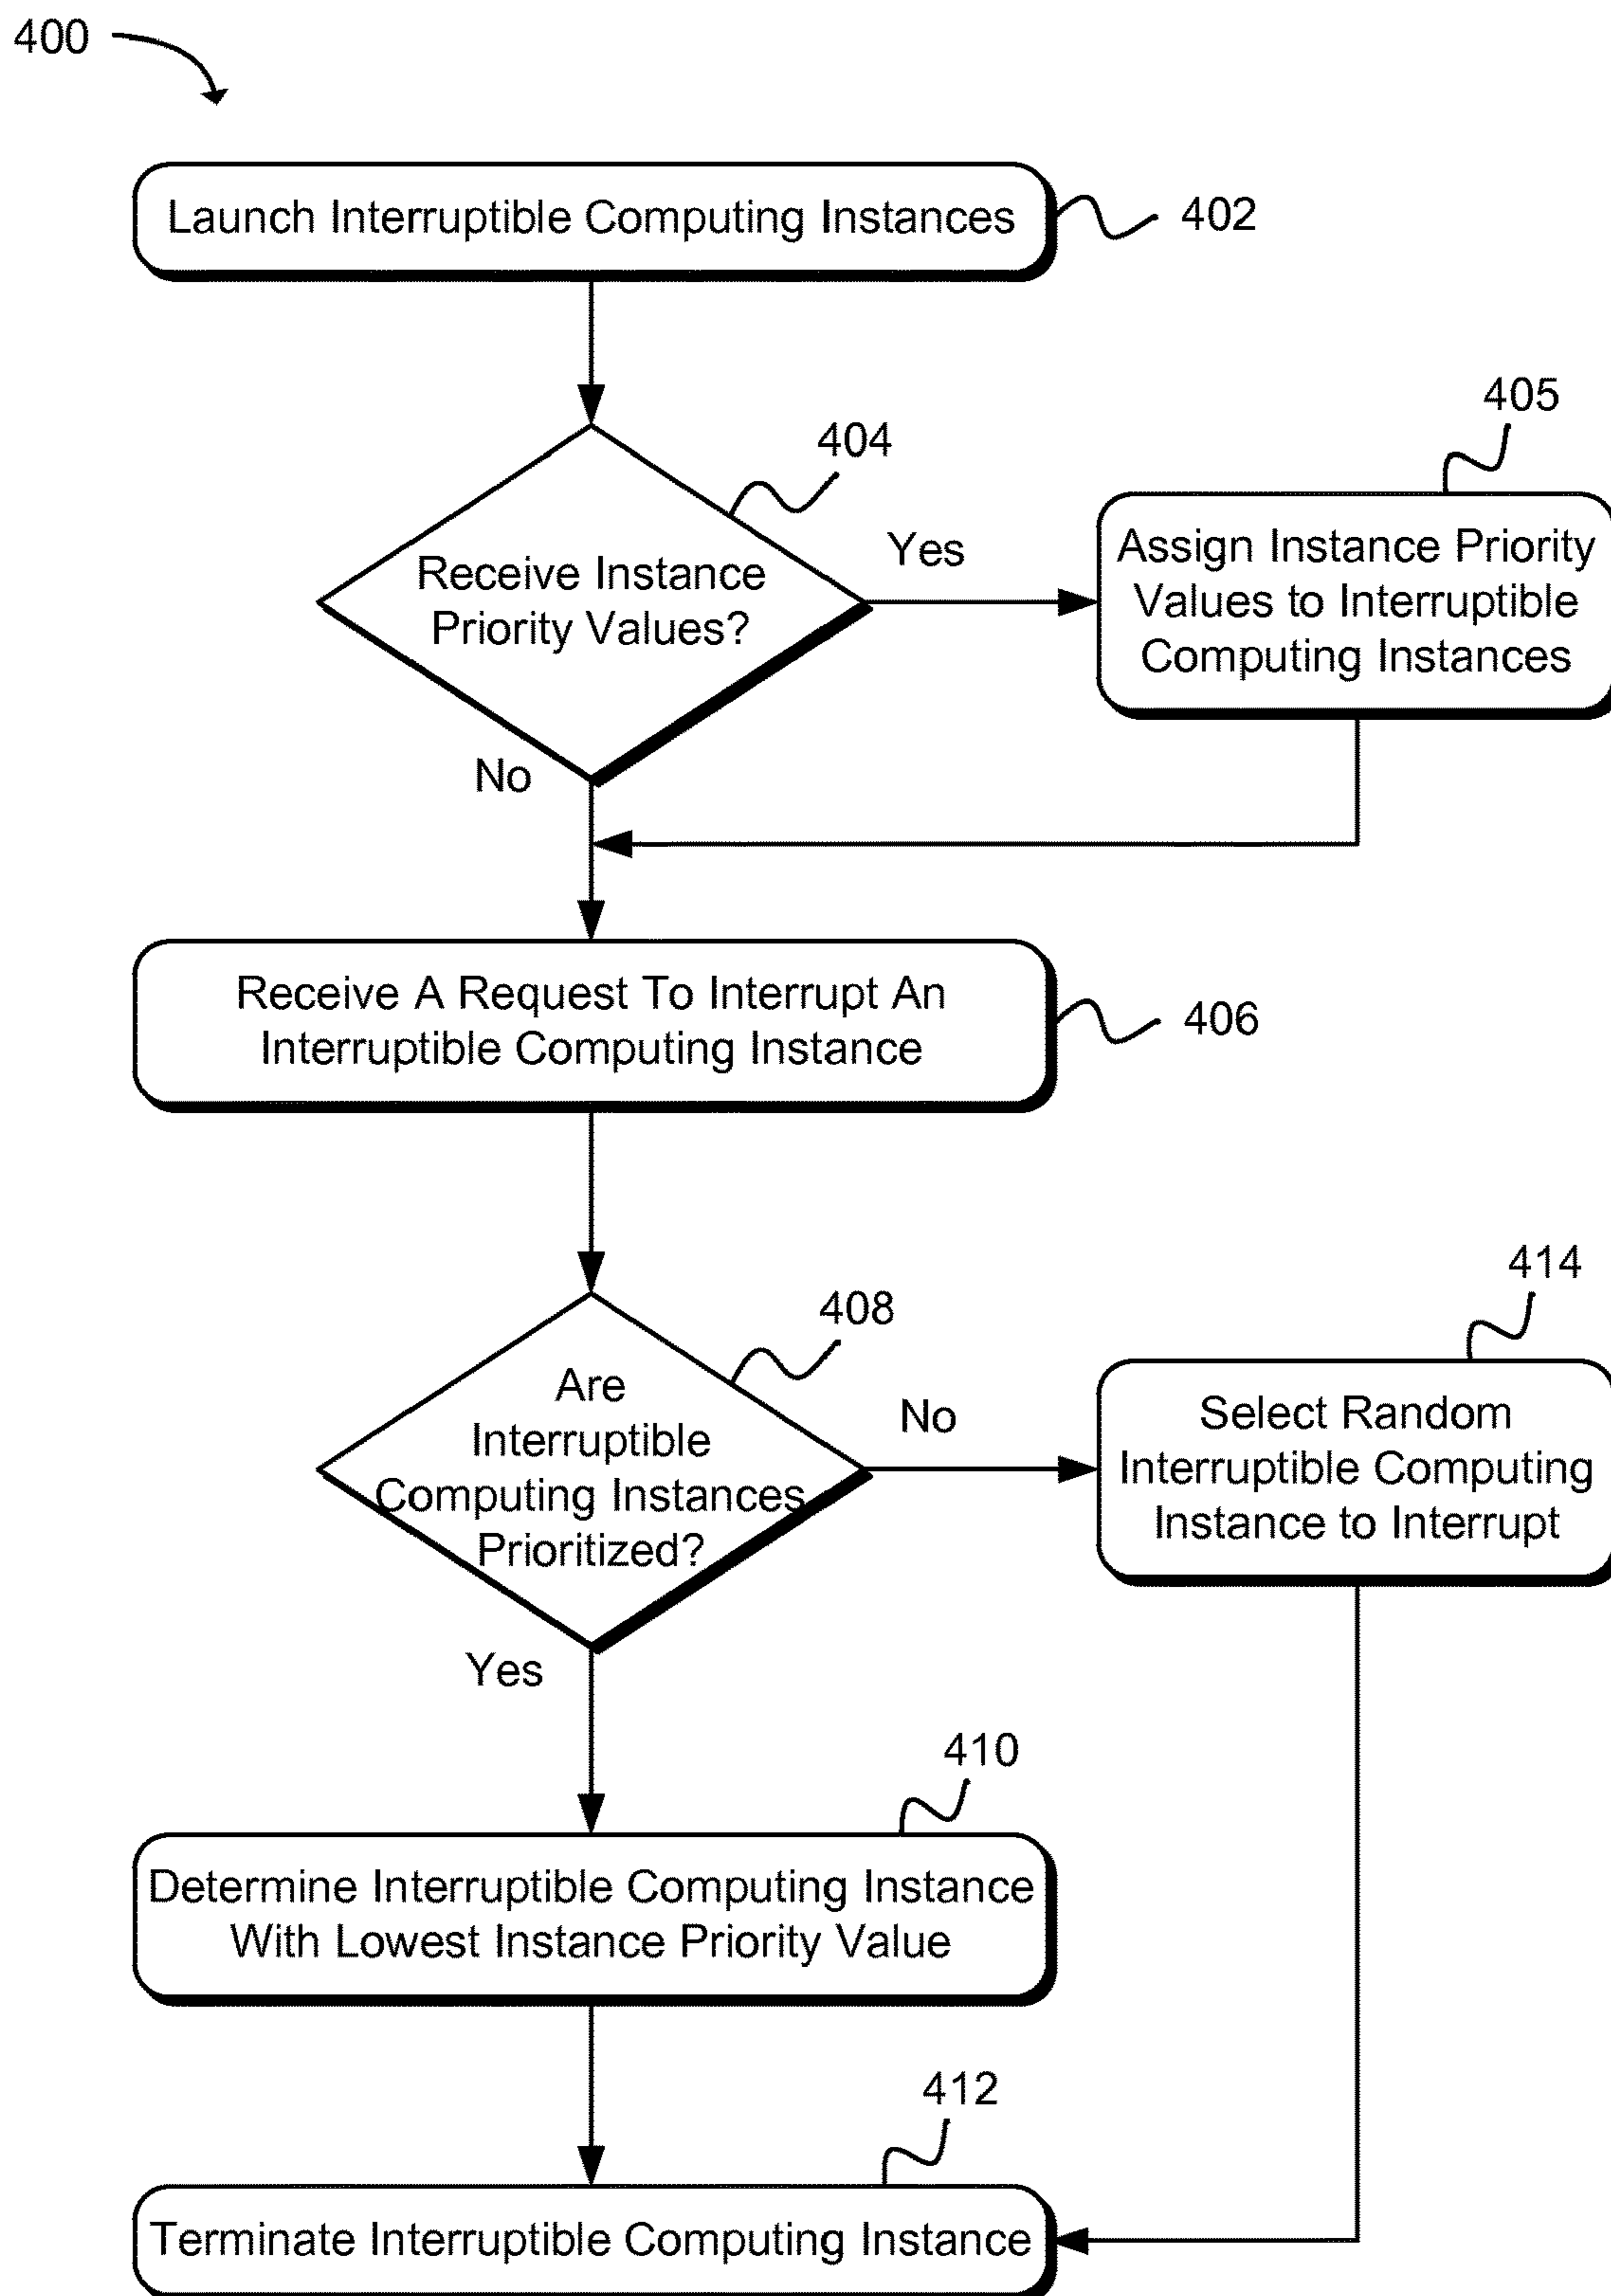 400
Launch Interruptible Computing Instances
402
404
405
Receive Instance
Priority Values?
Yes
Assign Instance Priority
Values to Interruptible
Computing Instances
No
Receive A Request To Interrupt An
Interruptible Computing Instance
406
408
414
Are
Interruptible
Computing Instances
Prioritized?
No
Select Random
Interruptible Computing
Instance to Interrupt
Yes
410
Determine Interruptible Computing Instance
With Lowest Instance Priority Value
412
Terminate Interruptible Computing Instance